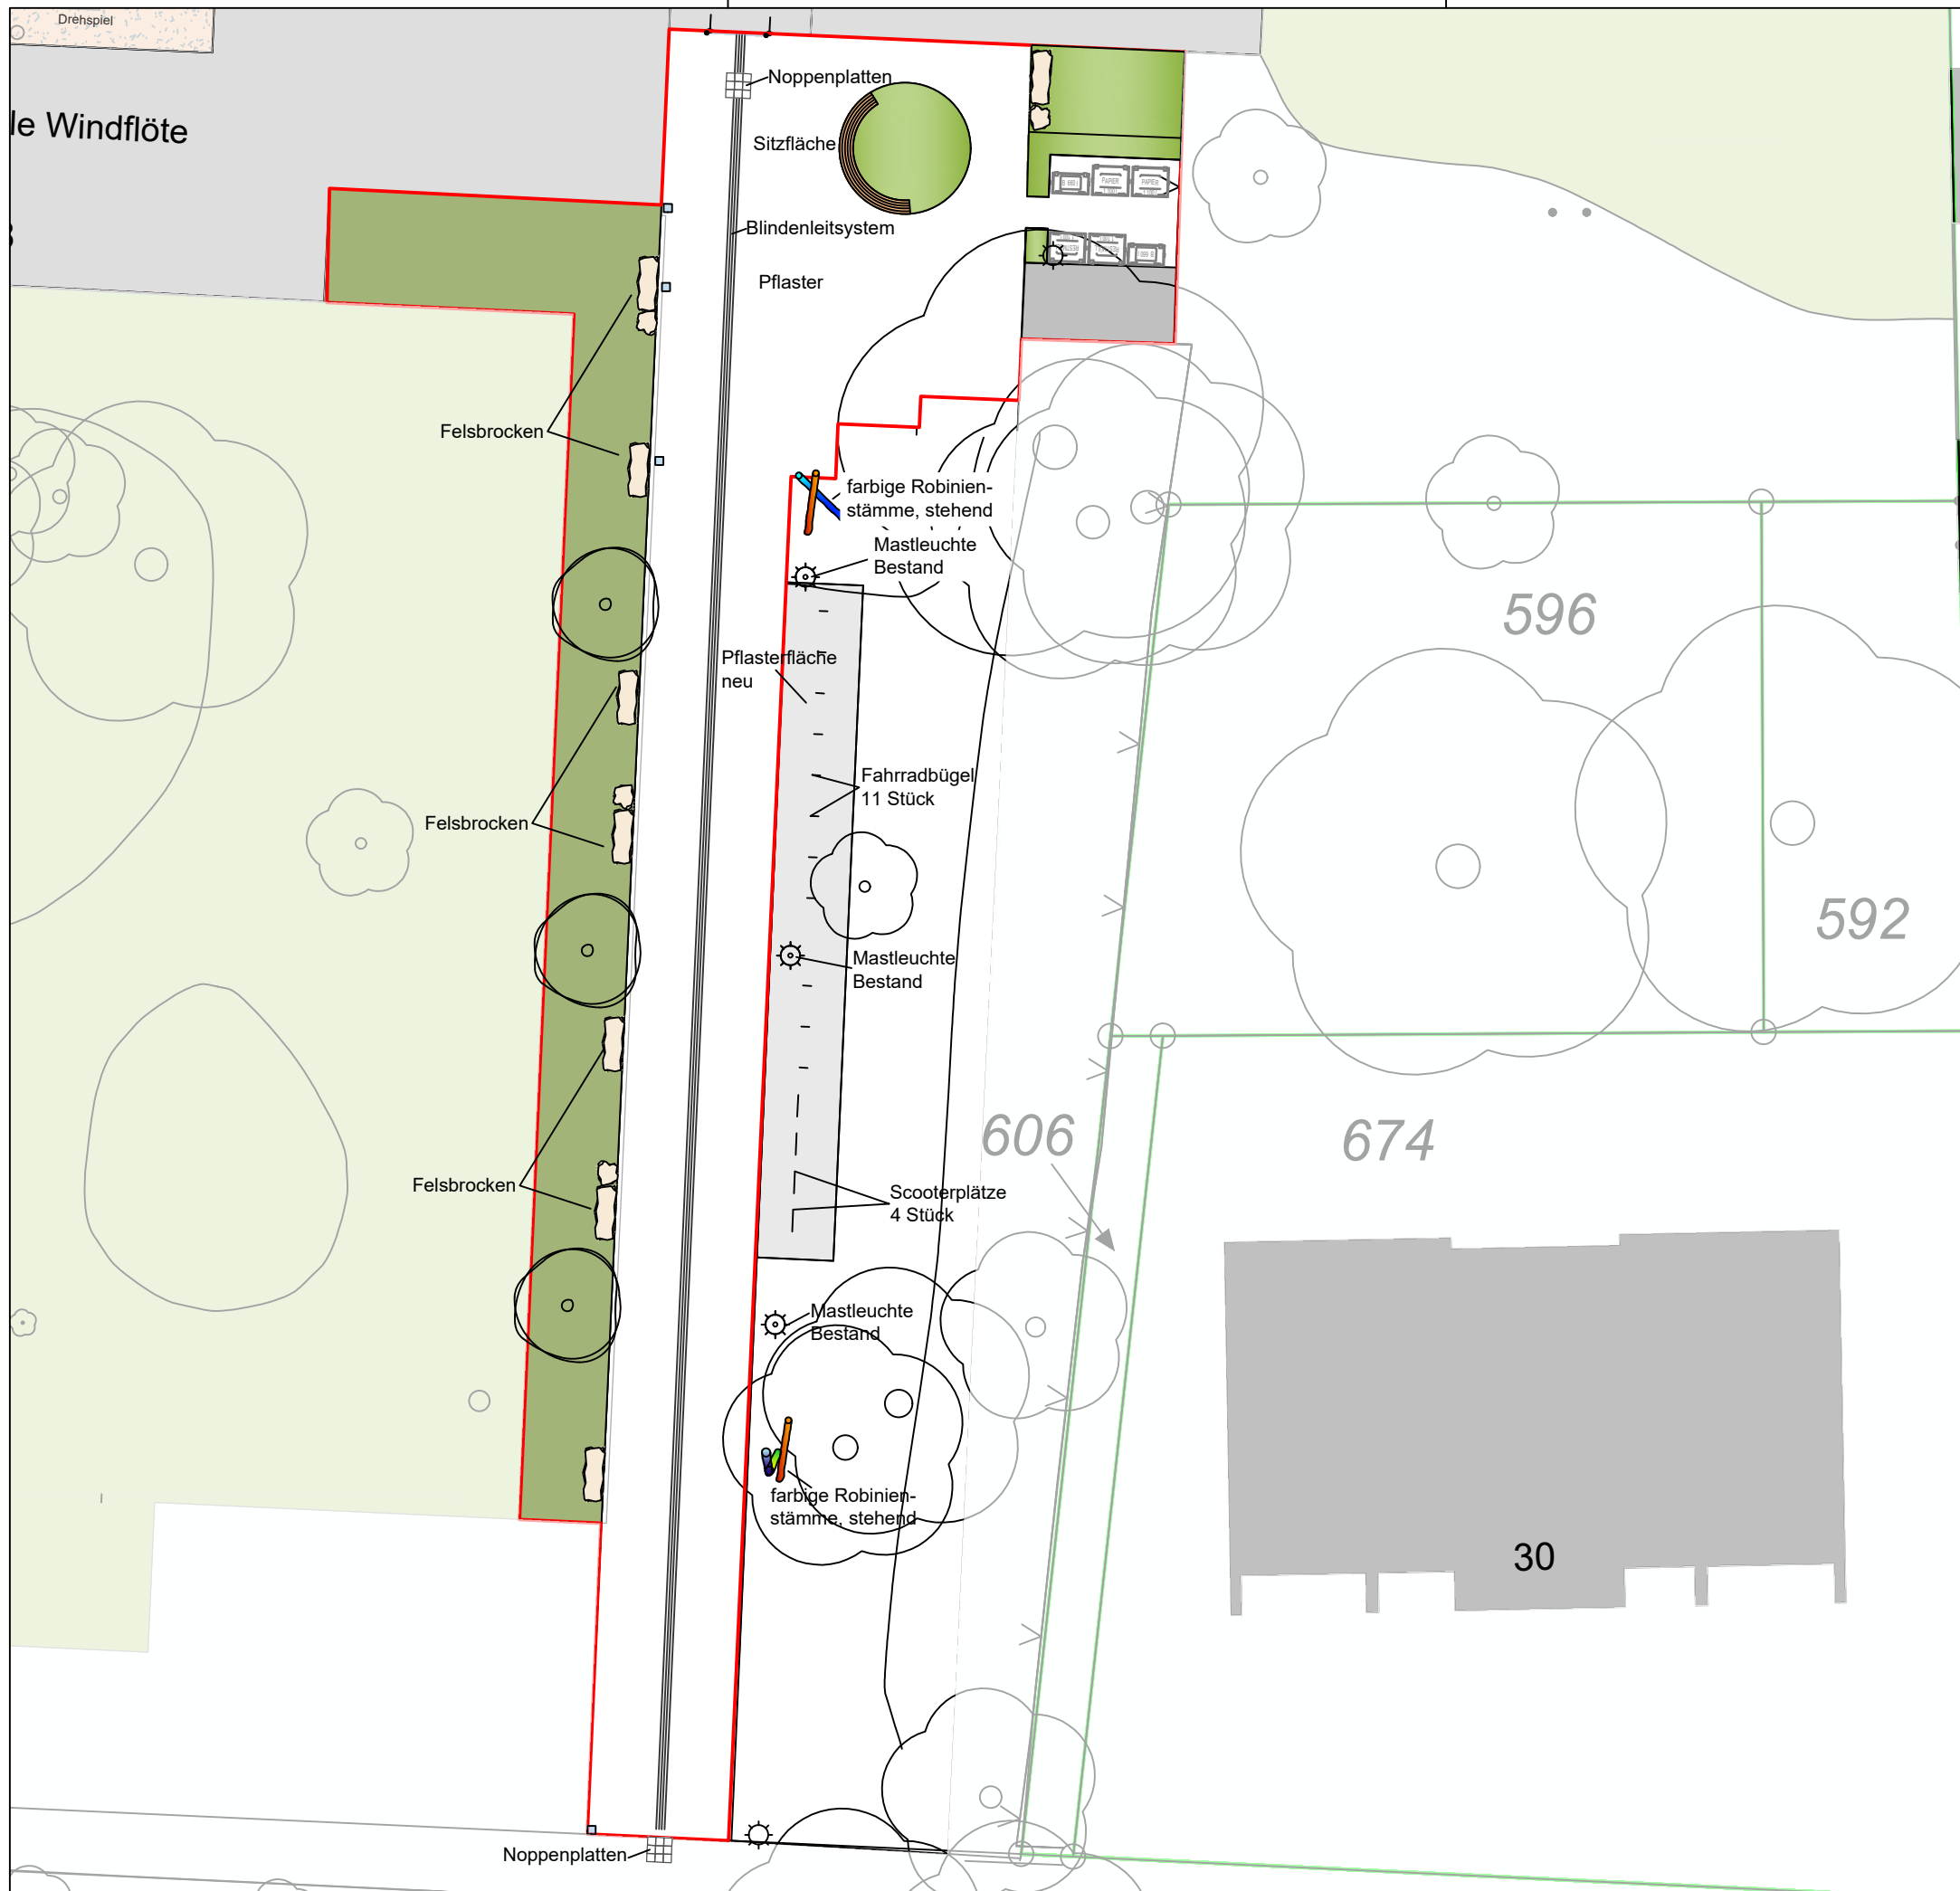 Drehspiel
le Windflöte
Noppenplatten
Sitzfläche
PAPIER
PAPIER
Blindenleitsystem
Pflaster
Felsbrocken
farbige Robinien-
stämme, stehend
Mastleuchte
Bestand
596
Pflasterfläche
neu
Fahrradbügel
11 Stück
Felsbrocken
592
Mastleuchte
Bestand
606
674
Felsbrocken
Scooterplätze
4 Stück
Mastleuchte
Bestand
farbige Robinien-
stämme, stehend
30
Noppenplatten